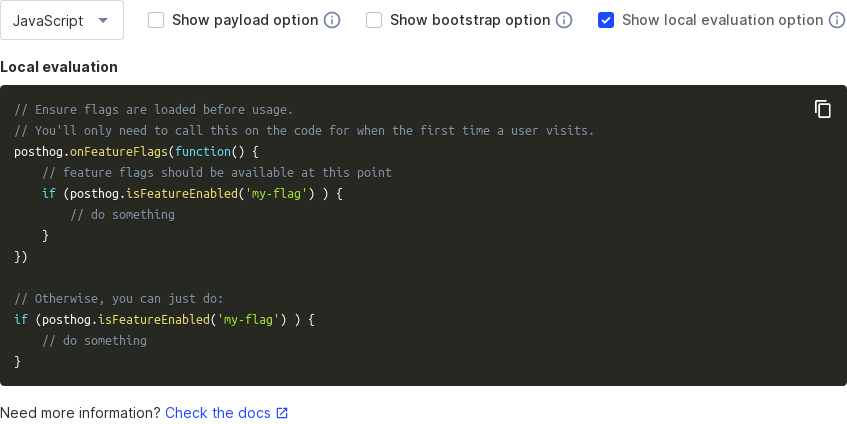 JavaScript Show payload option Show bootstrap option Show local evaluation option
Local evaluation
// Ensure flags are loaded before usage.
// You'll only need to call this on the code for when the first time a user visits.
posthog.onFeatureFlags(function() {
    // feature flags should be available at this point
    if (posthog.isFeatureEnabled('my-flag') ) {
        // do something
    }
})
// Otherwise, you can just do:
if (posthog.isFeatureEnabled('my-flag') ) {
    // do something
}
Need more information? Check the docs